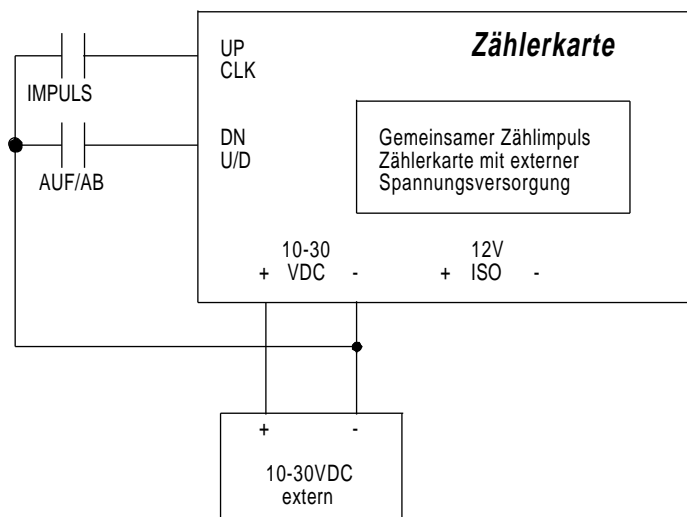 Zählerkarte
UP
CLK
IMPULS
DN
U/D
AUF/AB
Gemeinsamer Zählimpuls
Zählerkarte mit externer
Spannungsversorgung
10-30 12V
+ VDC - + ISO -
+ -
10-30VDC
extern